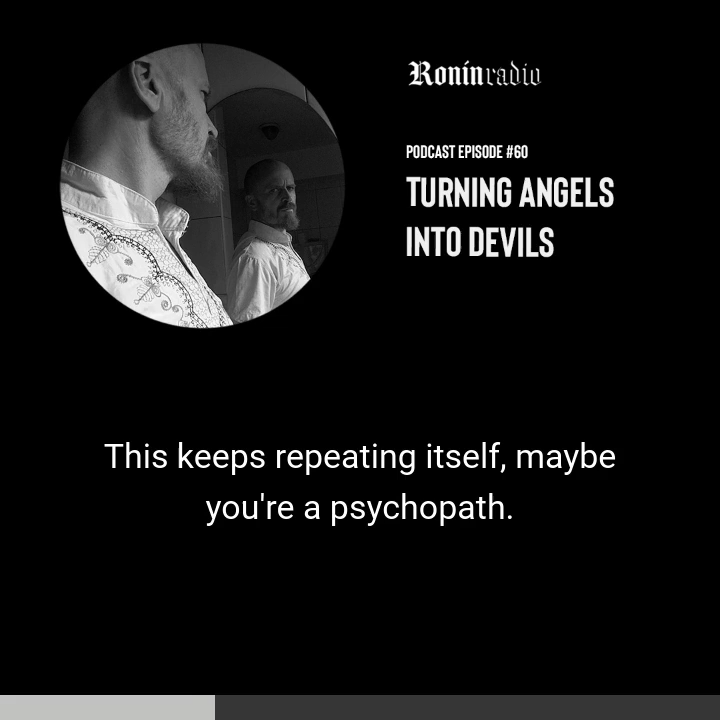 Roninradio
PODCAST EPISODE #60
TURNING ANGELS
INTO DEVILS
This keeps repeating itself, maybe
you're a psychopath.